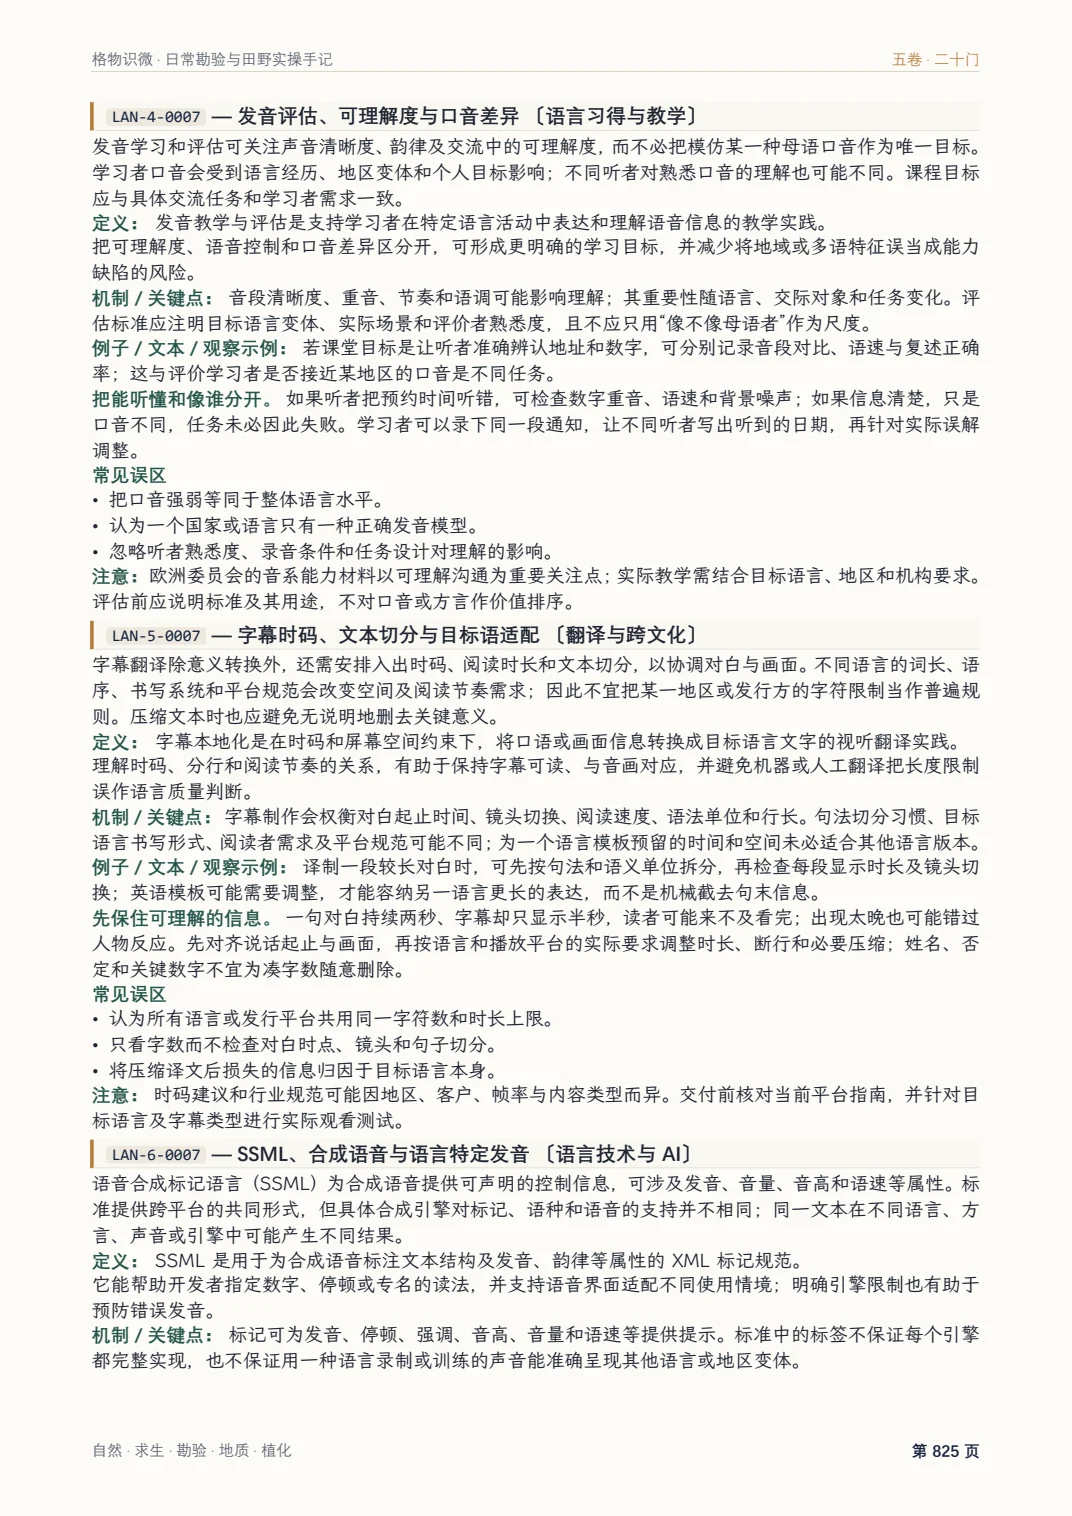 格物识微 · 日常勘验与田野实操手记
五卷 · 二十门
LAN-4-0007 — 发音评估、可理解度与口音差异 〔语言习得与教学〕
发音学习和评估可关注声音清晰度、韵律及交流中的可理解度，而不必把模仿某一种母语口音作为唯一目标。
学习者口音会受到语言经历、地区变体和个人目标影响；不同听者对熟悉口音的理解也可能不同。课程目标
应与具体交流任务和学习者需求一致。
定义： 发音教学与评估是支持学习者在特定语言活动中表达和理解语音信息的教学实践。
把可理解度、语音控制和口音差异区分开，可形成更明确的学习目标，并减少将地域或多语特征误当成能力
缺陷的风险。
机制 / 关键点： 音段清晰度、重音、节奏和语调可能影响理解；其重要性随语言、交际对象和任务变化。评
估标准应注明目标语言变体、实际场景和评价者熟悉度，且不应只用“像不像母语者”作为尺度。
例子 / 文本 / 观察示例： 若课堂目标是让听者准确辨认地址和数字，可分别记录音段对比、语速与复述正确
率；这与评价学习者是否接近某地区的口音是不同任务。
把能听懂和像谁分开。 如果听者把预约时间听错，可检查数字重音、语速和背景噪声；如果信息清楚，只是
口音不同，任务未必因此失败。学习者可以录下同一段通知，让不同听者写出听到的日期，再针对实际误解
调整。
常见误区
• 把口音强弱等同于整体语言水平。
• 认为一个国家或语言只有一种正确发音模型。
• 忽略听者熟悉度、录音条件和任务设计对理解的影响。
注意： 欧洲委员会的音系能力材料以可理解沟通为重要关注点；实际教学需结合目标语言、地区和机构要求。
评估前应说明标准及其用途，不对口音或方言作价值排序。
LAN-5-0007 — 字幕时码、文本切分与目标语适配 〔翻译与跨文化〕
字幕翻译除意义转换外，还需安排入出时码、阅读时长和文本切分，以协调对白与画面。不同语言的词长、语
序、书写系统和平台规范会改变空间及阅读节奏需求；因此不宜把某一地区或发行方的字符限制当作普遍规
则。压缩文本时也应避免无说明地删去关键意义。
定义： 字幕本地化是在时码和屏幕空间约束下，将口语或画面信息转换成目标语言文字的视听翻译实践。
理解时码、分行和阅读节奏的关系，有助于保持字幕可读、与音画对应，并避免机器或人工翻译把长度限制
误作语言质量判断。
机制 / 关键点： 字幕制作会权衡对白起止时间、镜头切换、阅读速度、语法单位和行长。句法切分习惯、目标
语言书写形式、阅读者需求及平台规范可能不同；为一个语言模板预留的时间和空间未必适合其他语言版本。
例子 / 文本 / 观察示例： 译制一段较长对白时，可先按句法和语义单位拆分，再检查每段显示时长及镜头切
换；英语模板可能需要调整，才能容纳另一语言更长的表达，而不是机械截去句末信息。
先保住可理解的信息。 一句对白持续两秒、字幕却只显示半秒，读者可能来不及看完；出现太晚也可能错过
人物反应。先对齐说话起止与画面，再按语言和播放平台的实际要求调整时长、断行和必要压缩；姓名、否
定和关键数字不宜为凑字数随意删除。
常见误区
• 认为所有语言或发行平台共用同一字符数和时长上限。
• 只看字数而不检查对白时点、镜头和句子切分。
• 将压缩译文后损失的信息归因于目标语言本身。
注意： 时码建议和行业规范可能因地区、客户、帧率与内容类型而异。交付前核对当前平台指南，并针对目
标语言及字幕类型进行实际观看测试。
LAN-6-0007 — SSML、合成语音与语言特定发音 〔语言技术与 AI〕
语音合成标记语言（SSML）为合成语音提供可声明的控制信息，可涉及发音、音量、音高和语速等属性。标
准提供跨平台的共同形式，但具体合成引擎对标记、语种和语音的支持并不相同；同一文本在不同语言、方
言、声音或引擎中可能产生不同结果。
定义： SSML 是用于为合成语音标注文本结构及发音、韵律等属性的 XML 标记规范。
它能帮助开发者指定数字、停顿或专名的读法，并支持语音界面适配不同使用情境；明确引擎限制也有助于
预防错误发音。
机制 / 关键点： 标记可为发音、停顿、强调、音高、音量和语速等提供提示。标准中的标签不保证每个引擎
都完整实现，也不保证用一种语言录制或训练的声音能准确呈现其他语言或地区变体。
自然 · 求生 · 勘验 · 地质 · 植化
第 825 页